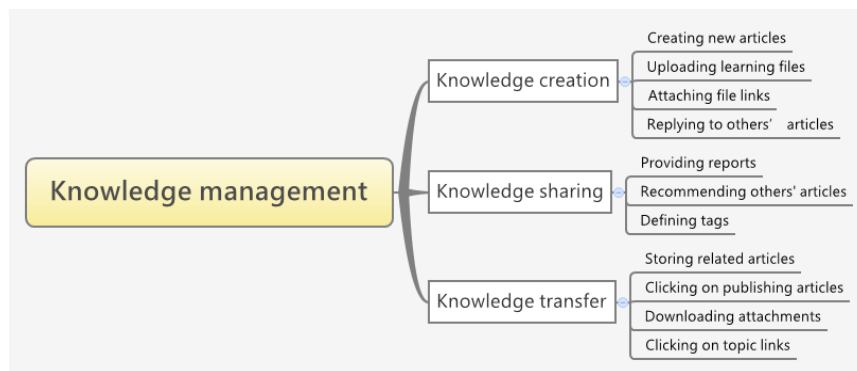 Knowledge management
Knowledge creation
Creating new articles
Uploading learning files
Attaching file links
Replying to others' articles
Knowledge sharing
Providing reports
Recommending others' articles
Defining tags
Knowledge transfer
Storing related articles
Clicking on publishing articles
Downloading attachments
Clicking on topic links